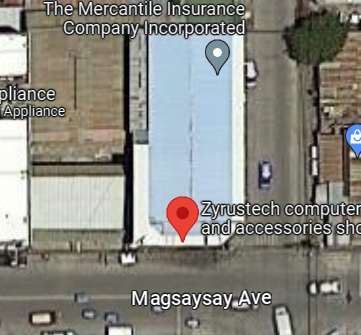 The Mercantile Insurance
Company Incorporated
pliance
Appliance
Zyrustech computer
and accessories sho
Magsaysay Ave